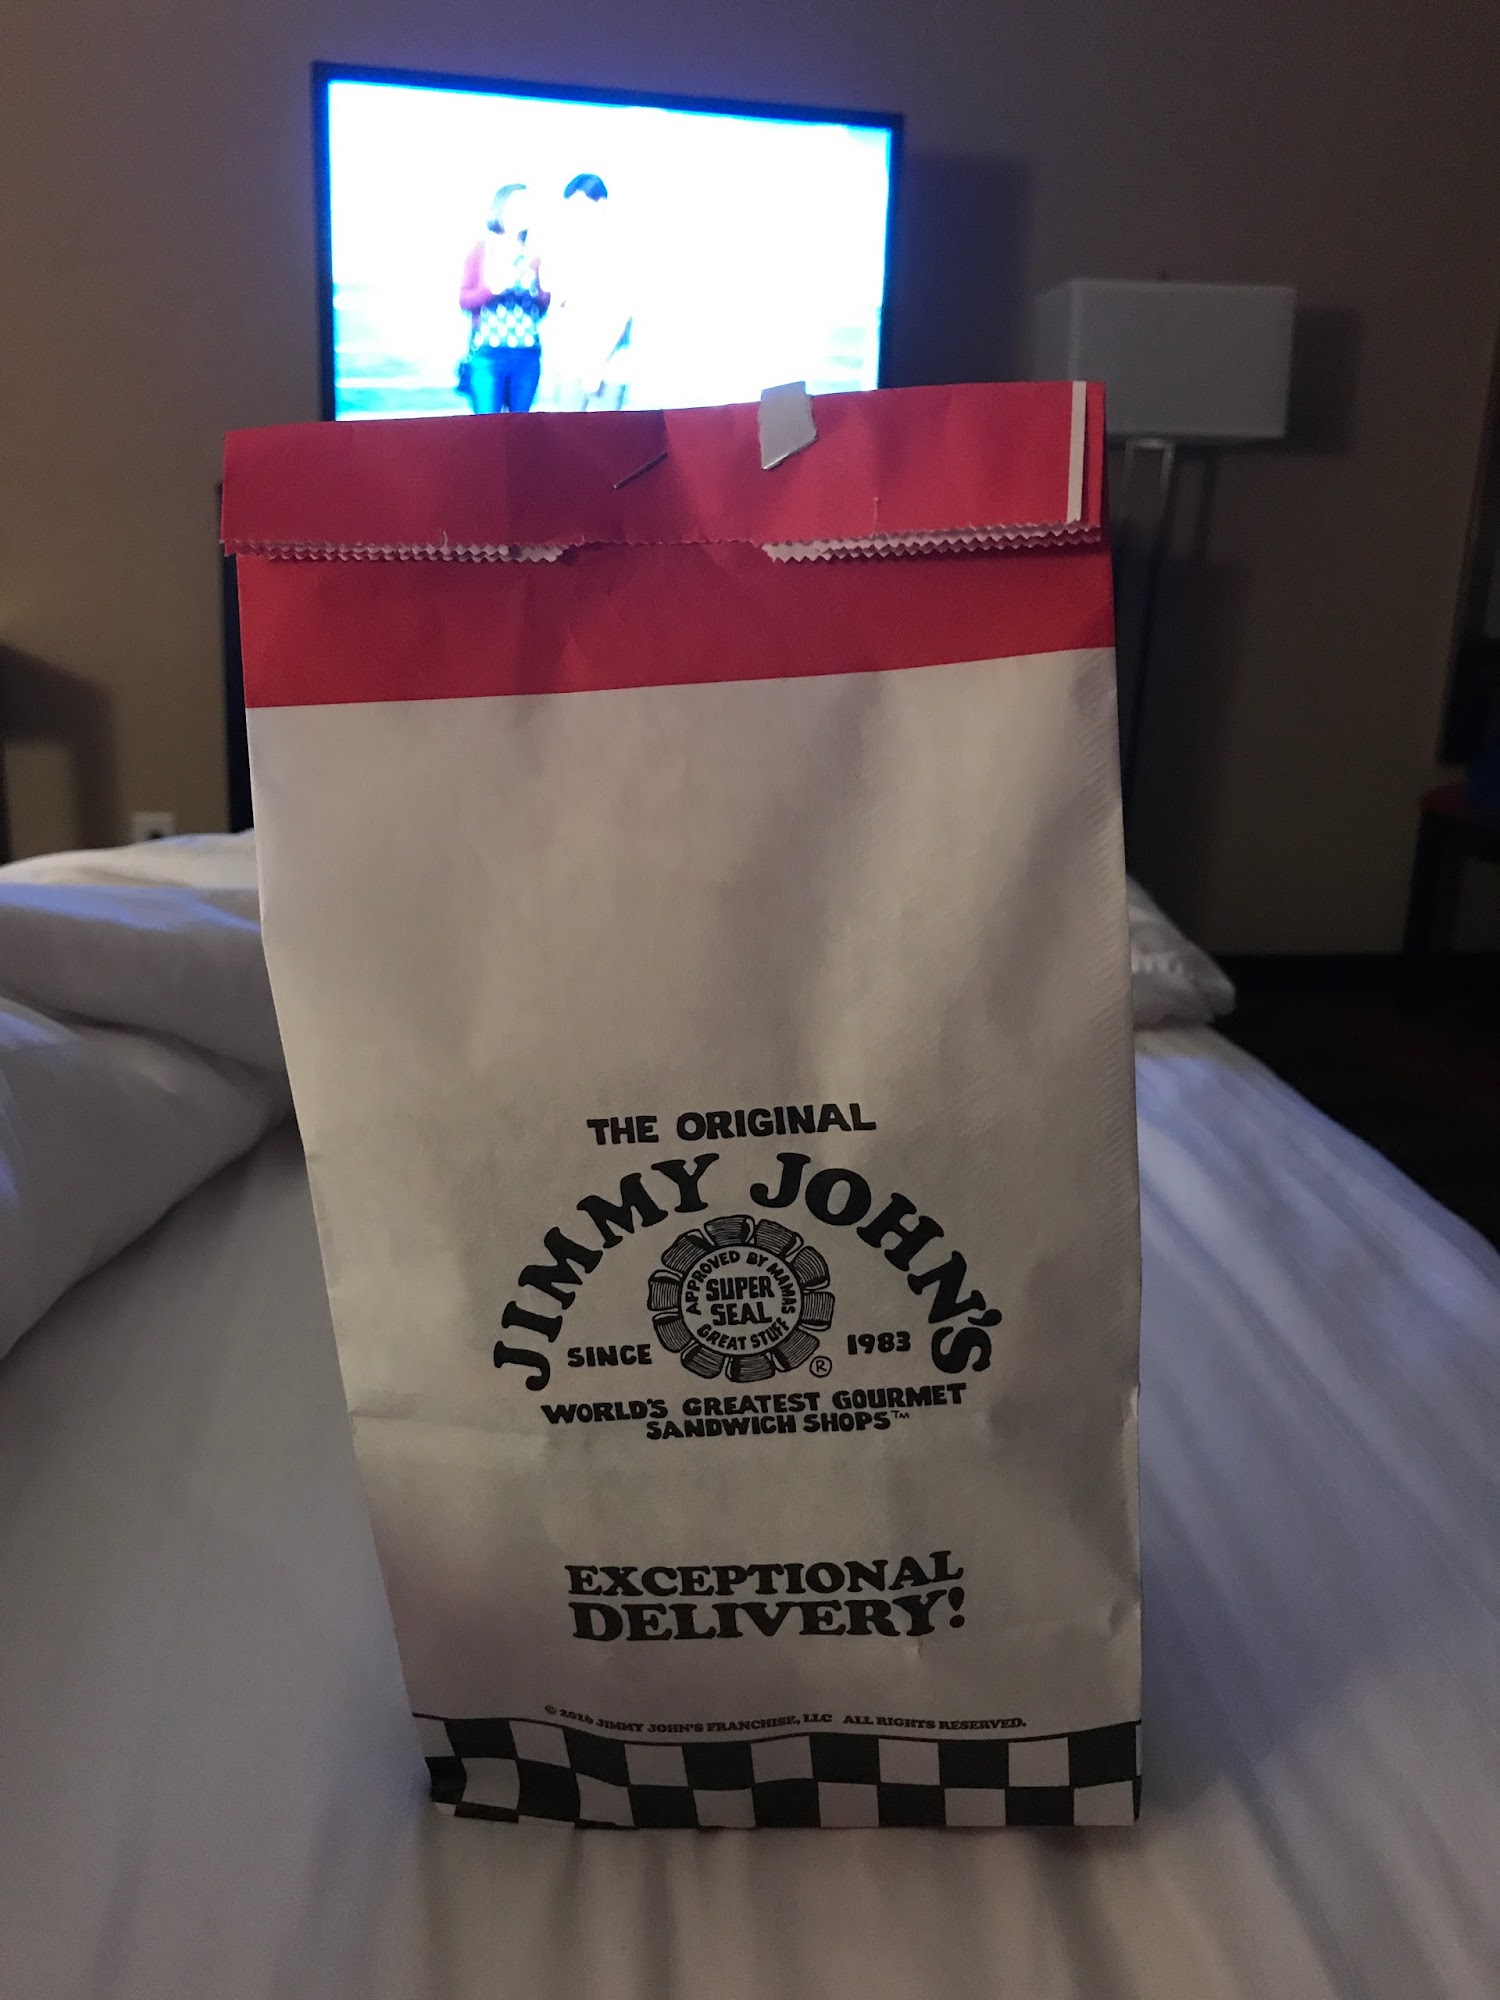 THE ORIGINAL
JIMMY JOHN'S
APPROVED BY MAMAS
SUPER
SEAL
GREAT STUFF
SINCE 1983
®
WORLD'S GREATEST GOURMET
SANDWICH SHOPS™
EXCEPTIONAL
DELIVERY!
© 2016 JIMMY JOHN'S FRANCHISE, LLC ALL RIGHTS RESERVED.